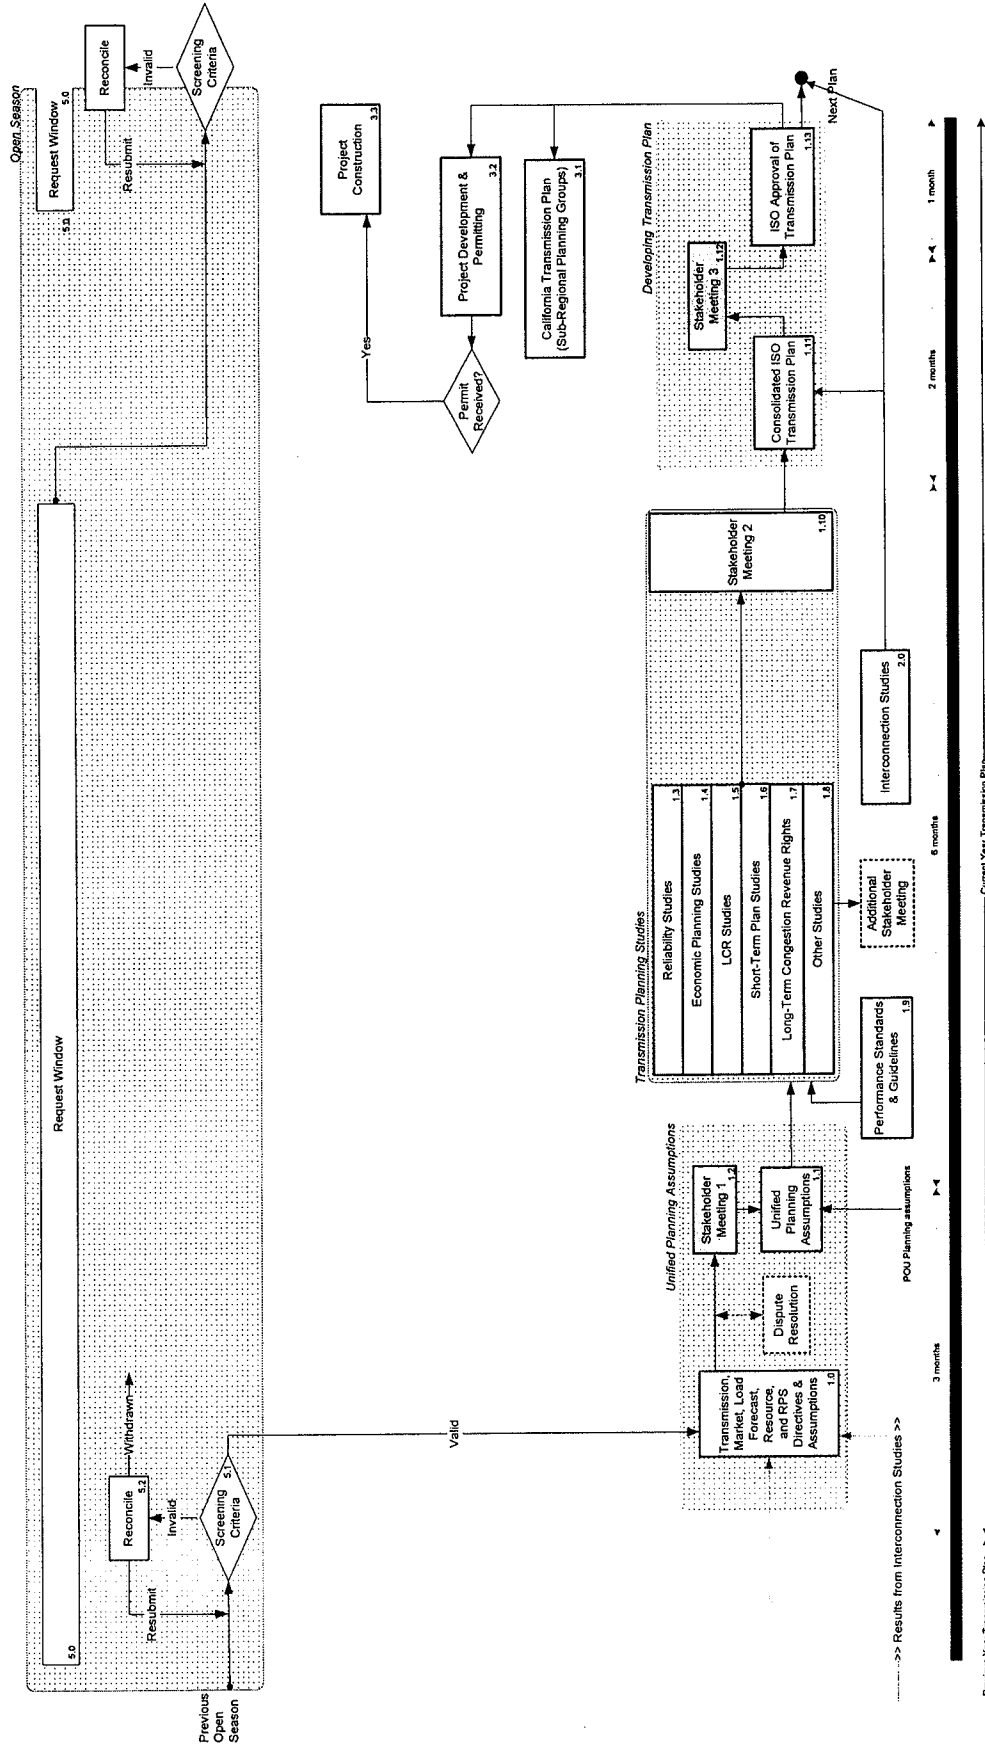 Open Season
5.0
Request Window
5.0
Request Window
5.0
Previous
Open
Season
Resubmit
Reconcile
5.2
Withdrawn
Invalid
Screening
Criteria
5.1
Valid
Resubmit
Reconcile
Invalid
Screening
Criteria
Project
Construction
3.3
Yes
Permit
Received?
Project Development &
Permitting
3.2
California Transmission Plan
(Sub-Regional Planning Groups)
3.1
Unified Planning Assumptions
Transmission,
Market, Load
Forecast,
Resource,
and RPS
Directives &
Assumptions
1.0
Dispute
Resolution
Stakeholder
Meeting 1
1.2
Unified
Planning
Assumptions
1.1
POU Planning assumptions
Transmission Planning Studies
Reliability Studies
1.3
Economic Planning Studies
1.4
LCR Studies
1.5
Short-Term Plan Studies
1.6
Long-Term Congestion Revenue Rights
1.7
Other Studies
1.8
Performance Standards
& Guidelines
1.9
Additional
Stakeholder
Meeting
Interconnection Studies
2.0
Stakeholder
Meeting 2
1.10
Developing Transmission Plan
Consolidated ISO
Transmission Plan
1.11
Stakeholder
Meeting 3
1.12
ISO Approval of
Transmission Plan
1.13
Next Plan
>> Results from Interconnection Studies >>
3 months
6 months
2 months
1 month
Current Year Transmission Plan